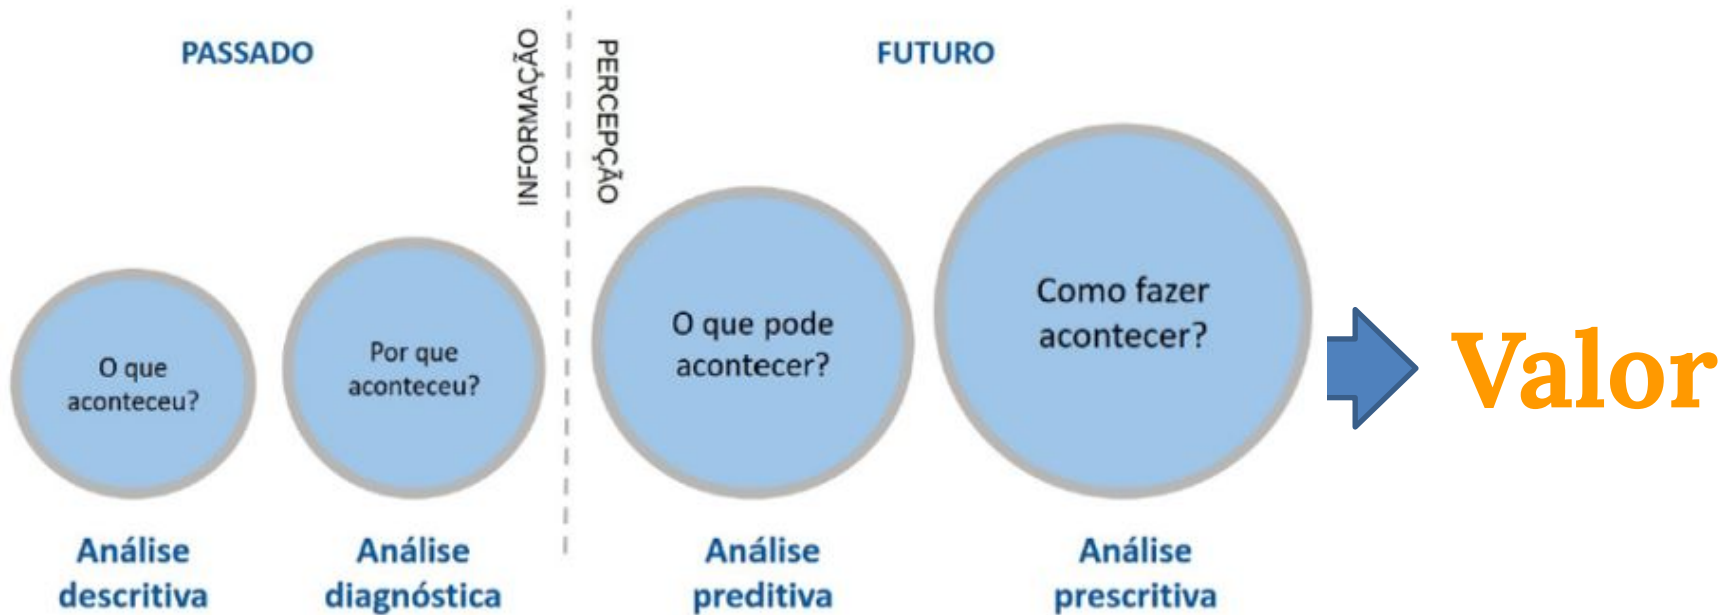 PASSADO
INFORMAÇÃO
PERCEPÇÃO
FUTURO
O que
aconteceu?
Por que
aconteceu?
O que pode
acontecer?
Como fazer
acontecer?
Valor
Análise
descritiva
Análise
diagnóstica
Análise
preditiva
Análise
prescritiva